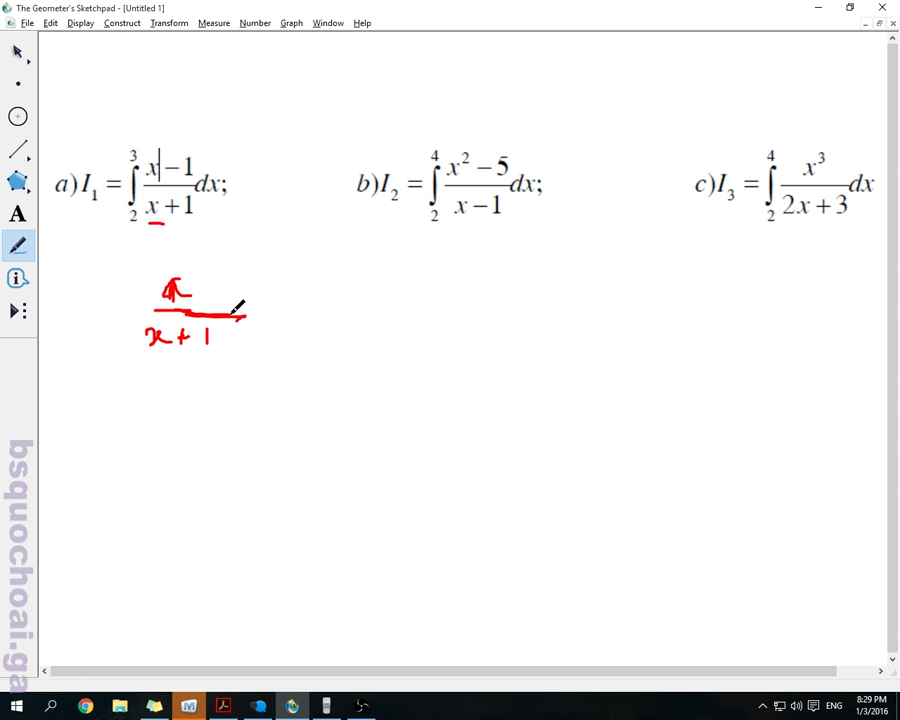 The Geometer's Sketchpad - [Untitled 1]
File Edit Display Construct Transform Measure Number Graph Window Help
a) I₁ = ∫₂³ (x − 1)/(x + 1) dx; b) I₂ = ∫₂⁴ (x² − 5)/(x − 1) dx; c) I₃ = ∫₂⁴ x³/(2x + 3) dx
x + 1
A
bsquochoai.ga
ENG
8:29 PM
1/3/2016